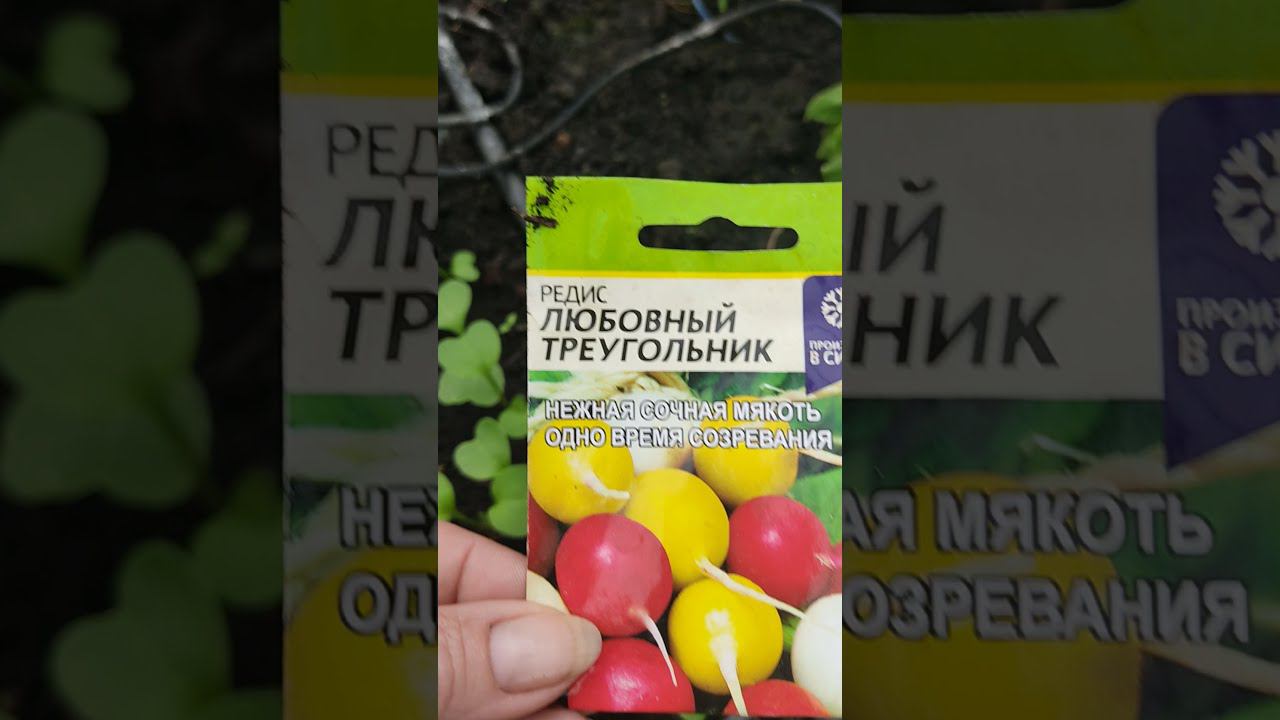 РЕДИС
ЛЮБОВНЫЙ
ТРЕУГОЛЬНИК
НЕЖНАЯ СОЧНАЯ МЯКОТЬ
ОДНО ВРЕМЯ СОЗРЕВАНИЯ